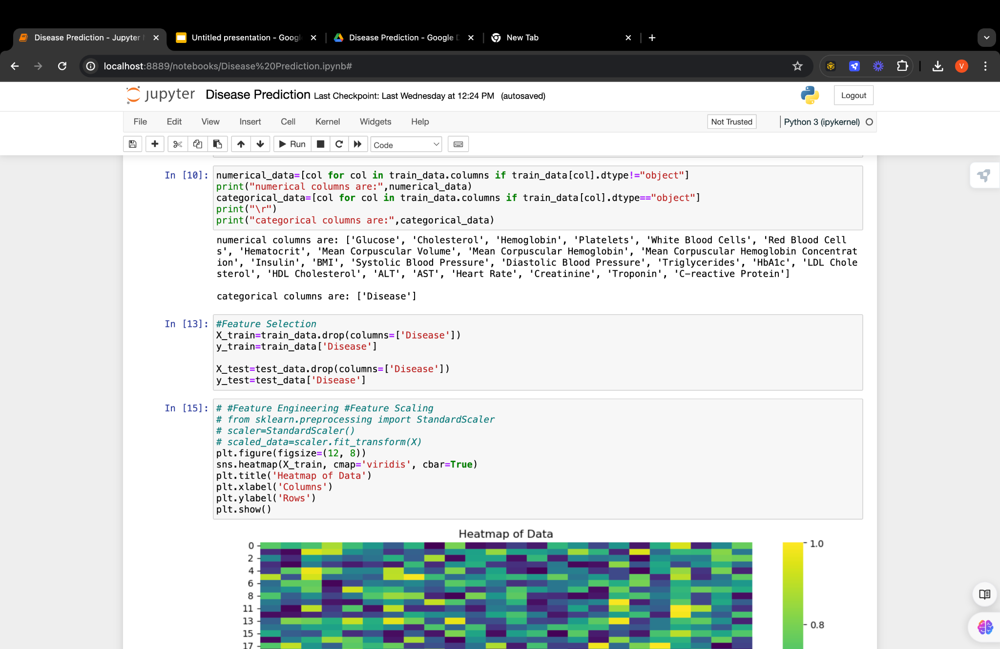 Disease Prediction - Jupyter
Untitled presentation - Googl
Disease Prediction - Google
New Tab
localhost:8889/notebooks/Disease%20Prediction.ipynb#
V
jupyter Disease Prediction Last Checkpoint: Last Wednesday at 12:24 PM (autosaved)
Logout
File Edit View Insert Cell Kernel Widgets Help
Not Trusted
Python 3 (ipykernel)
Run
Code
In [10]:
numerical_data=[col for col in train_data.columns if train_data[col].dtype!="object"]
print("numerical columns are:",numerical_data)
categorical_data=[col for col in train_data.columns if train_data[col].dtype=="object"]
print("\r")
print("categorical columns are:",categorical_data)
numerical columns are: ['Glucose', 'Cholesterol', 'Hemoglobin', 'Platelets', 'White Blood Cells', 'Red Blood Cell
s', 'Hematocrit', 'Mean Corpuscular Volume', 'Mean Corpuscular Hemoglobin', 'Mean Corpuscular Hemoglobin Concentrat
ion', 'Insulin', 'BMI', 'Systolic Blood Pressure', 'Diastolic Blood Pressure', 'Triglycerides', 'HbA1c', 'LDL Chole
sterol', 'HDL Cholesterol', 'ALT', 'AST', 'Heart Rate', 'Creatinine', 'Troponin', 'C-reactive Protein']
categorical columns are: ['Disease']
In [13]:
#Feature Selection
X_train=train_data.drop(columns=['Disease'])
y_train=train_data['Disease']
X_test=test_data.drop(columns=['Disease'])
y_test=test_data['Disease']
In [15]:
# #Feature Engineering #Feature Scaling
# from sklearn.preprocessing import StandardScaler
# scaler=StandardScaler()
# scaled_data=scaler.fit_transform(X)
plt.figure(figsize=(12, 8))
sns.heatmap(X_train, cmap='viridis', cbar=True)
plt.title('Heatmap of Data')
plt.xlabel('Columns')
plt.ylabel('Rows')
plt.show()
Heatmap of Data
0
2
4
6
8
11
13
15
17
1.0
0.8